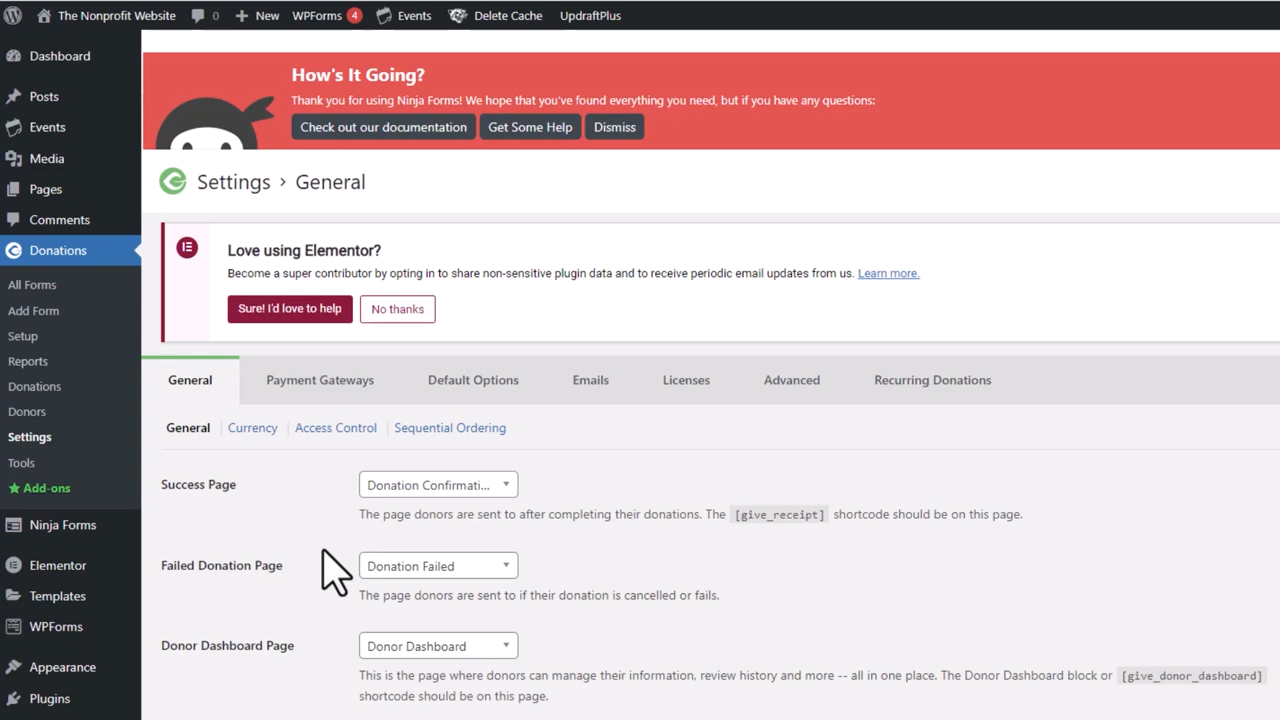 The Nonprofit Website 0 New WPForms 4 Events Delete Cache UpdraftPlus
Dashboard
Posts
Events
Media
Pages
Comments
Donations
All Forms
Add Form
Setup
Reports
Donations
Donors
Settings
Tools
Add-ons
Ninja Forms
Elementor
Templates
WPForms
Appearance
Plugins
How's It Going?
Thank you for using Ninja Forms! We hope that you've found everything you need, but if you have any questions:
Check out our documentation Get Some Help Dismiss
Settings › General
Love using Elementor?
Become a super contributor by opting in to share non-sensitive plugin data and to receive periodic email updates from us. Learn more.
Sure! I'd love to help No thanks
General Payment Gateways Default Options Emails Licenses Advanced Recurring Donations
General | Currency | Access Control | Sequential Ordering
Success Page Donation Confirmati...
The page donors are sent to after completing their donations. The [give_receipt] shortcode should be on this page.
Failed Donation Page Donation Failed
The page donors are sent to if their donation is cancelled or fails.
Donor Dashboard Page Donor Dashboard
This is the page where donors can manage their information, review history and more -- all in one place. The Donor Dashboard block or [give_donor_dashboard]
shortcode should be on this page.